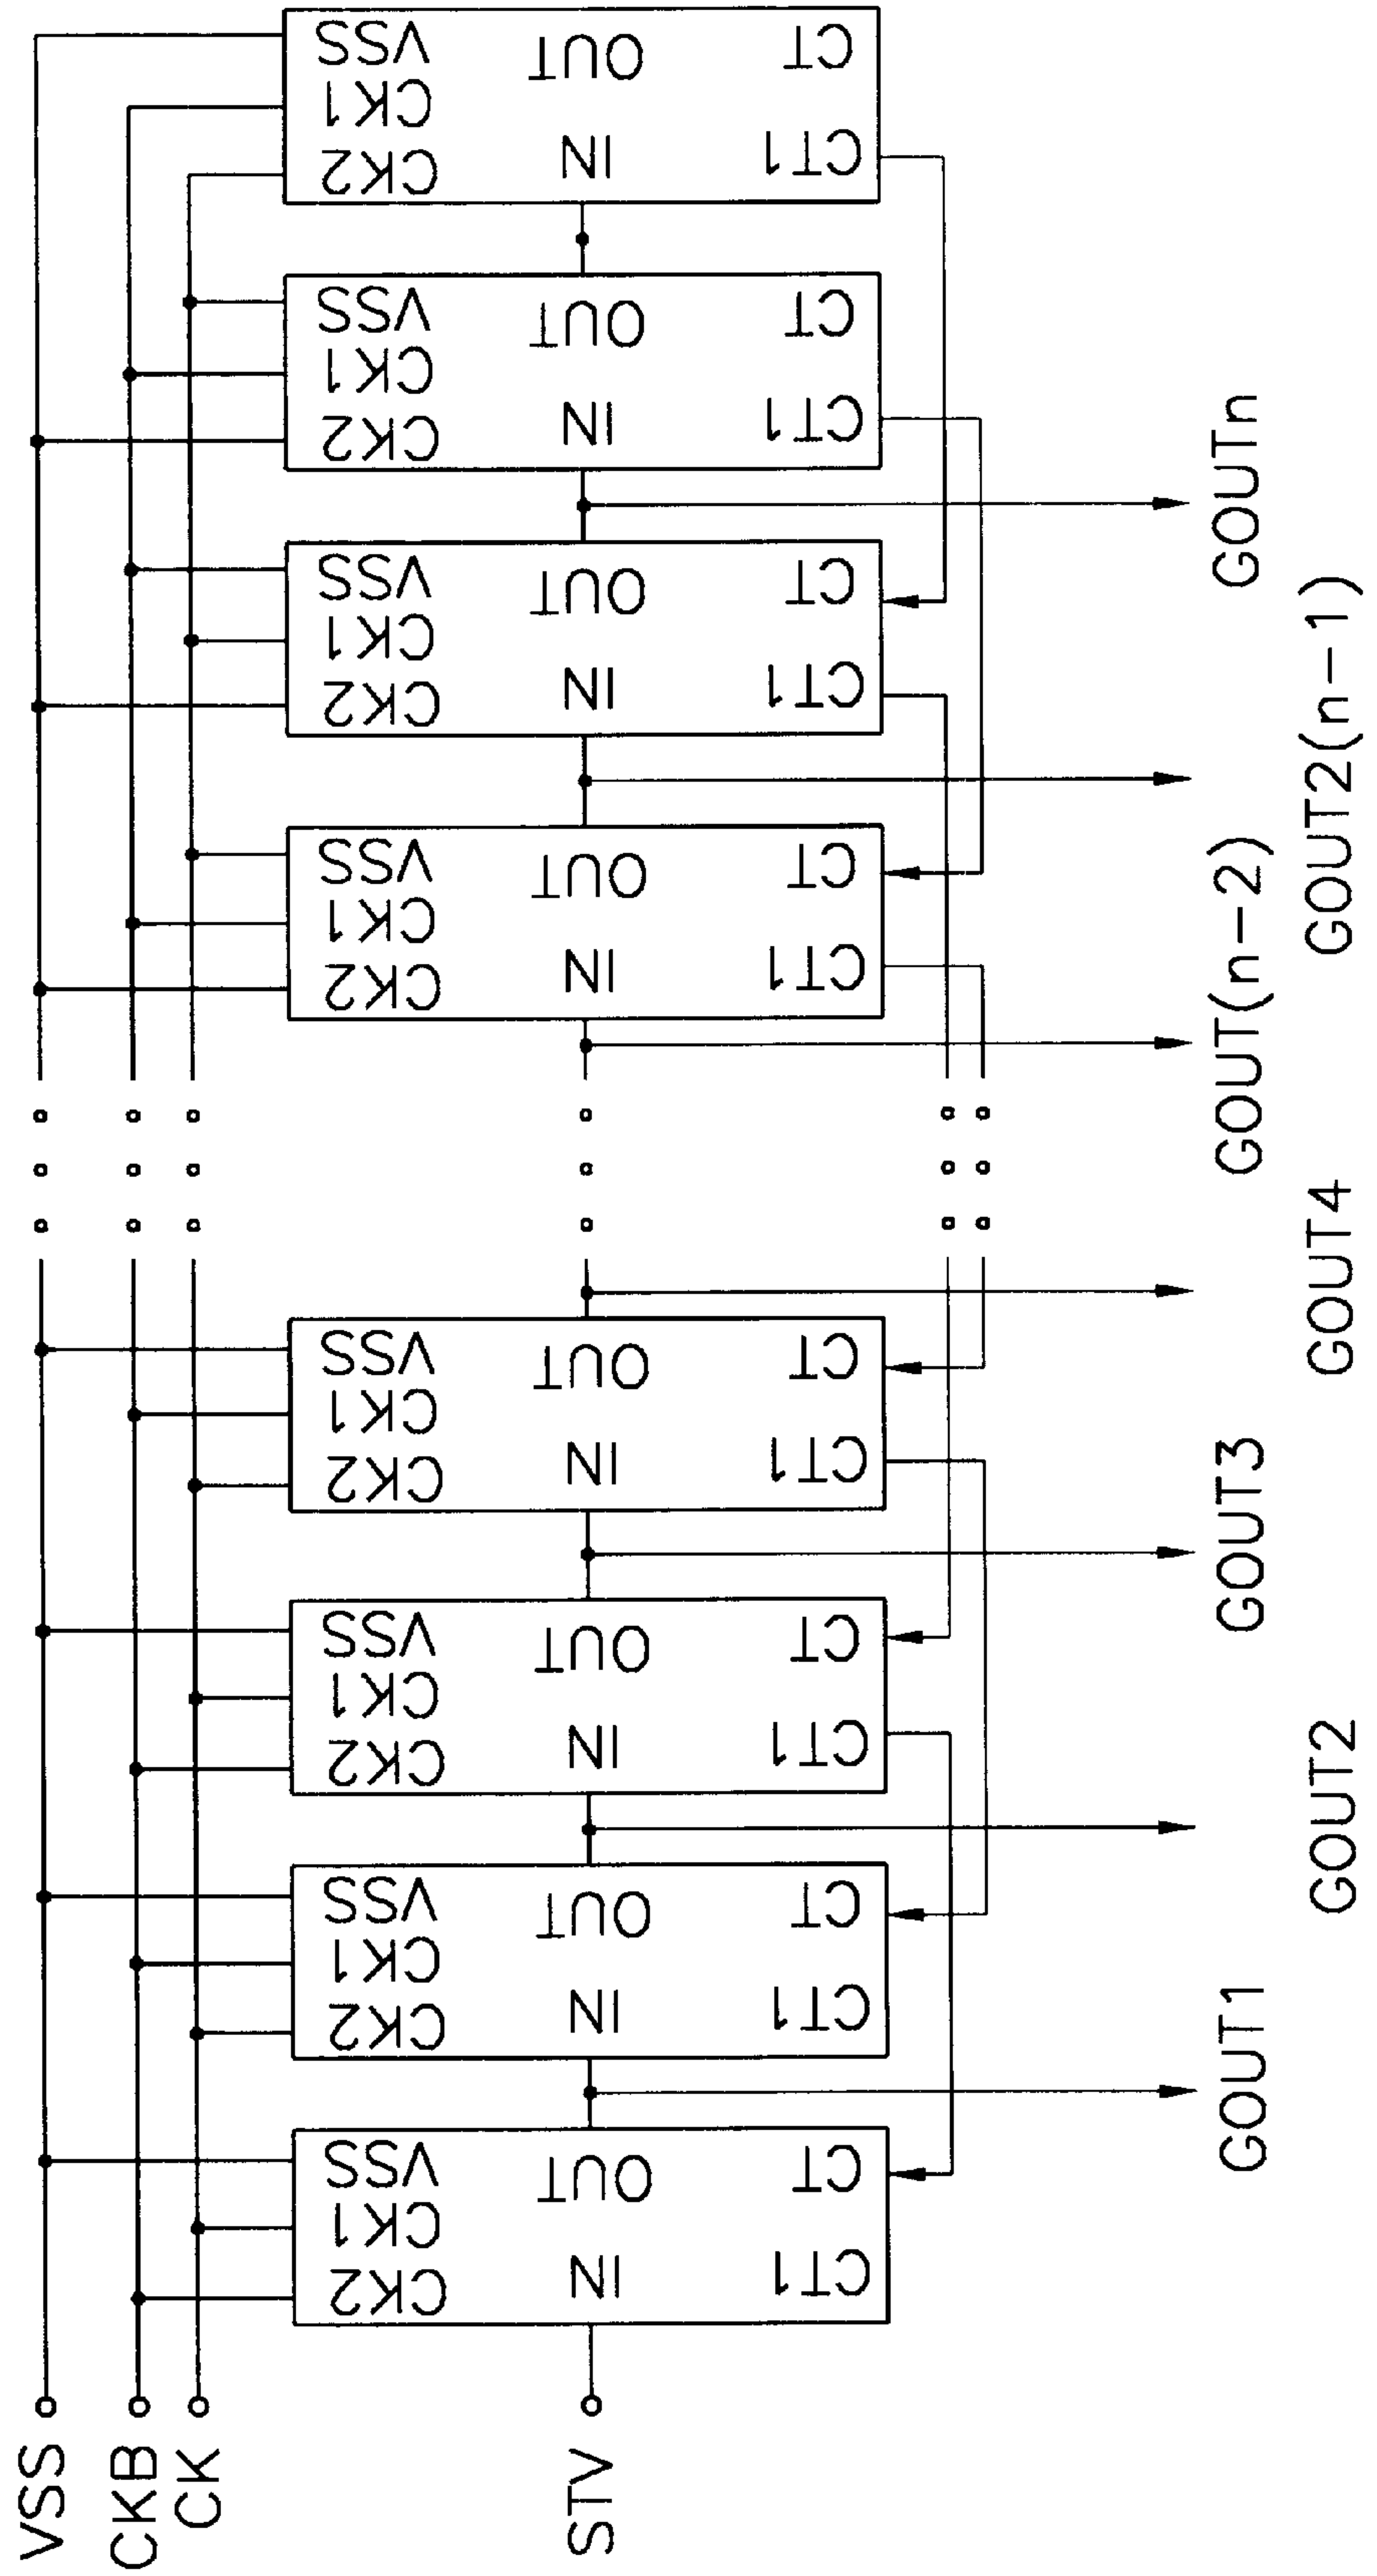 VSS
CKB
CK
STV
CK2
CK1
VSS
IN
OUT
CT1
CT
CK2
CK1
VSS
IN
OUT
CT1
CT
CK2
CK1
VSS
IN
OUT
CT1
CT
CK2
CK1
VSS
IN
OUT
CT1
CT
CK2
CK1
VSS
IN
OUT
CT1
CT
CK2
CK1
VSS
IN
OUT
CT1
CT
CK2
CK1
VSS
IN
OUT
CT1
CT
CK2
CK1
VSS
IN
OUT
CT1
CT
GOUT1
GOUT2
GOUT3
GOUT4
GOUT(n-2)
GOUT2(n-1)
GOUTn